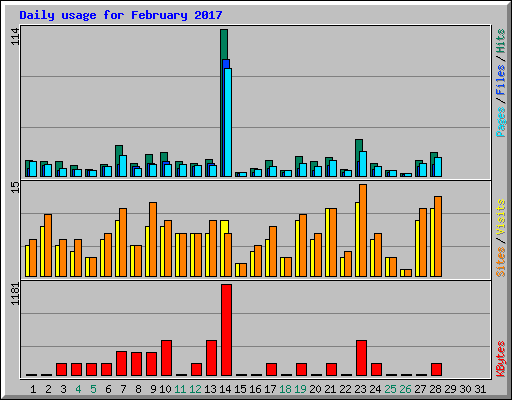 Daily usage for February 2017
114
Pages / Files / Hits
15
Sites / Visits
1181
KBytes
1 2 3 4 5 6 7 8 9 10 11 12 13 14 15 16 17 18 19 20 21 22 23 24 25 26 27 28 29 30 31